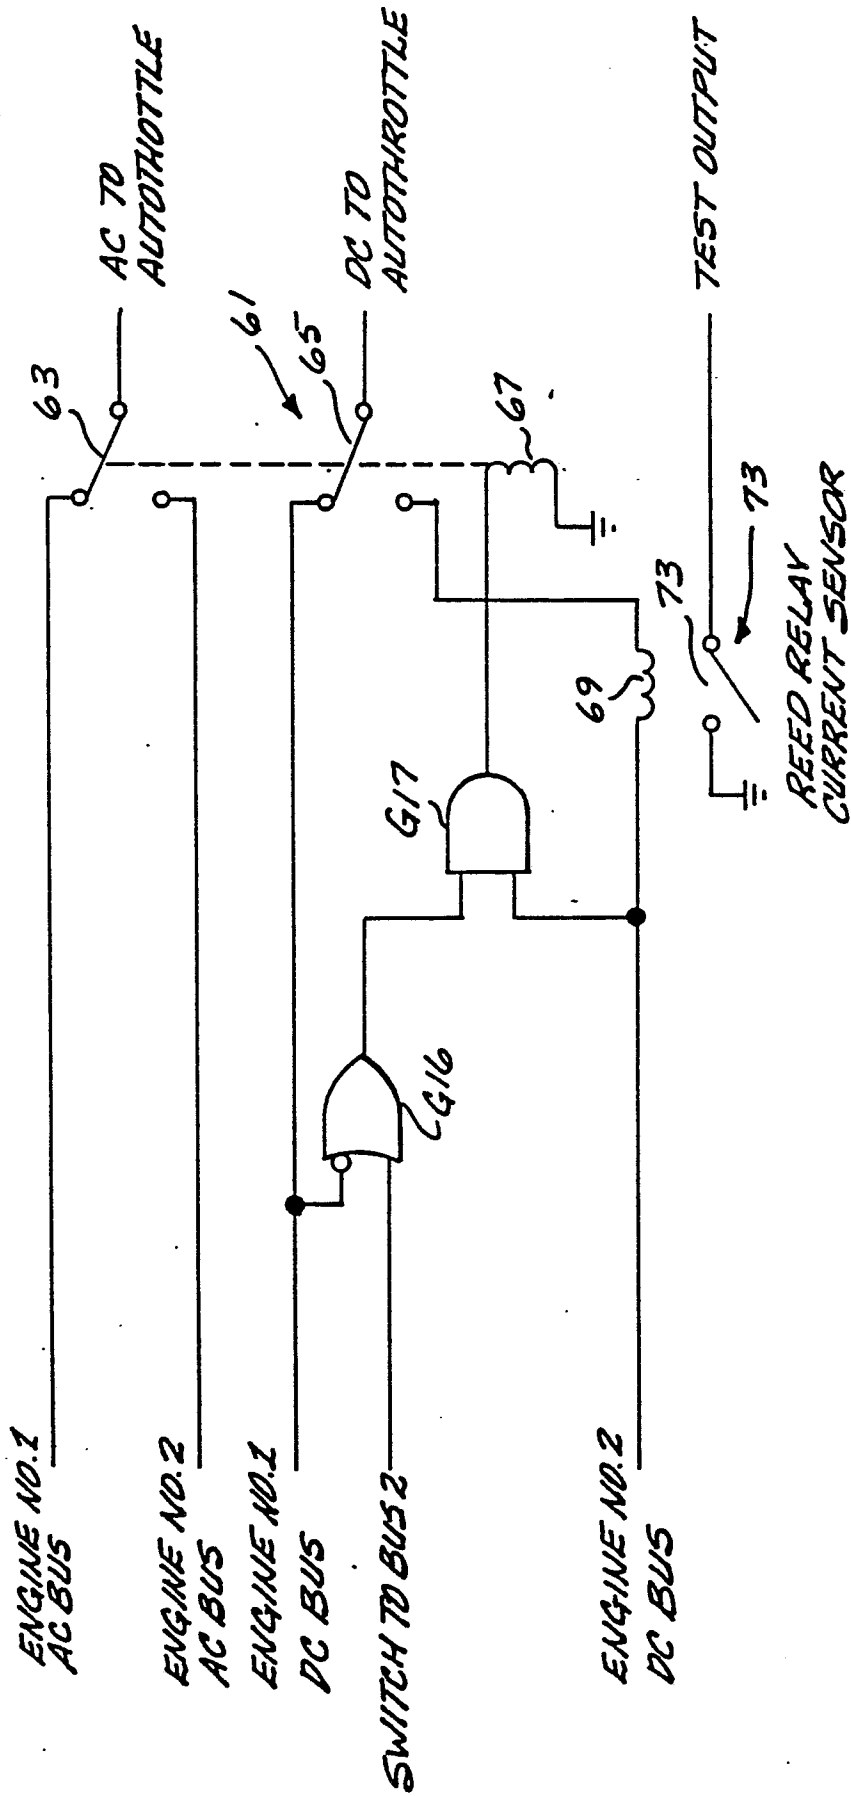 ENGINE NO.1
AC BUS
ENGINE NO.2
AC BUS
ENGINE NO.1
DC BUS
SWITCH TO BUS 2
ENGINE NO.2
DC BUS
G16
G17
63
AC TO
AUTOTHOTTLE
61
65
DC TO
AUTOTHROTTLE
67
69
73
TEST OUTPUT
73
REED RELAY
CURRENT SENSOR